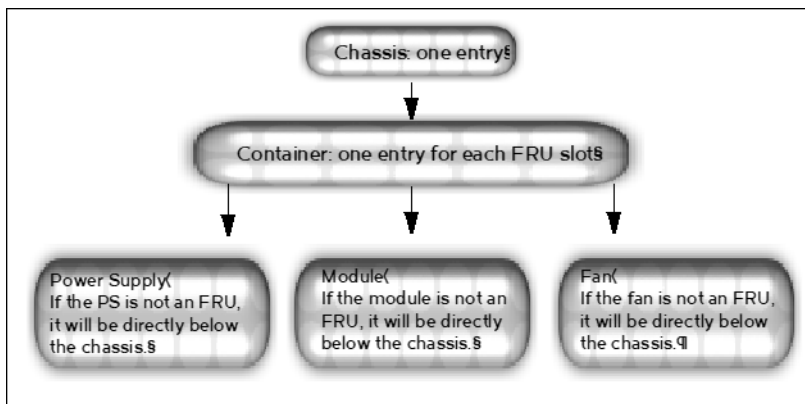 Chassis: one entry§
Container: one entry for each FRU slot§
Power Supply(
If the PS is not an FRU,
it will be directly below
the chassis.§
Module(
If the module is not an
FRU, it will be directly
below the chassis.§
Fan(
If the fan is not an FRU,
it will be directly below
the chassis.¶